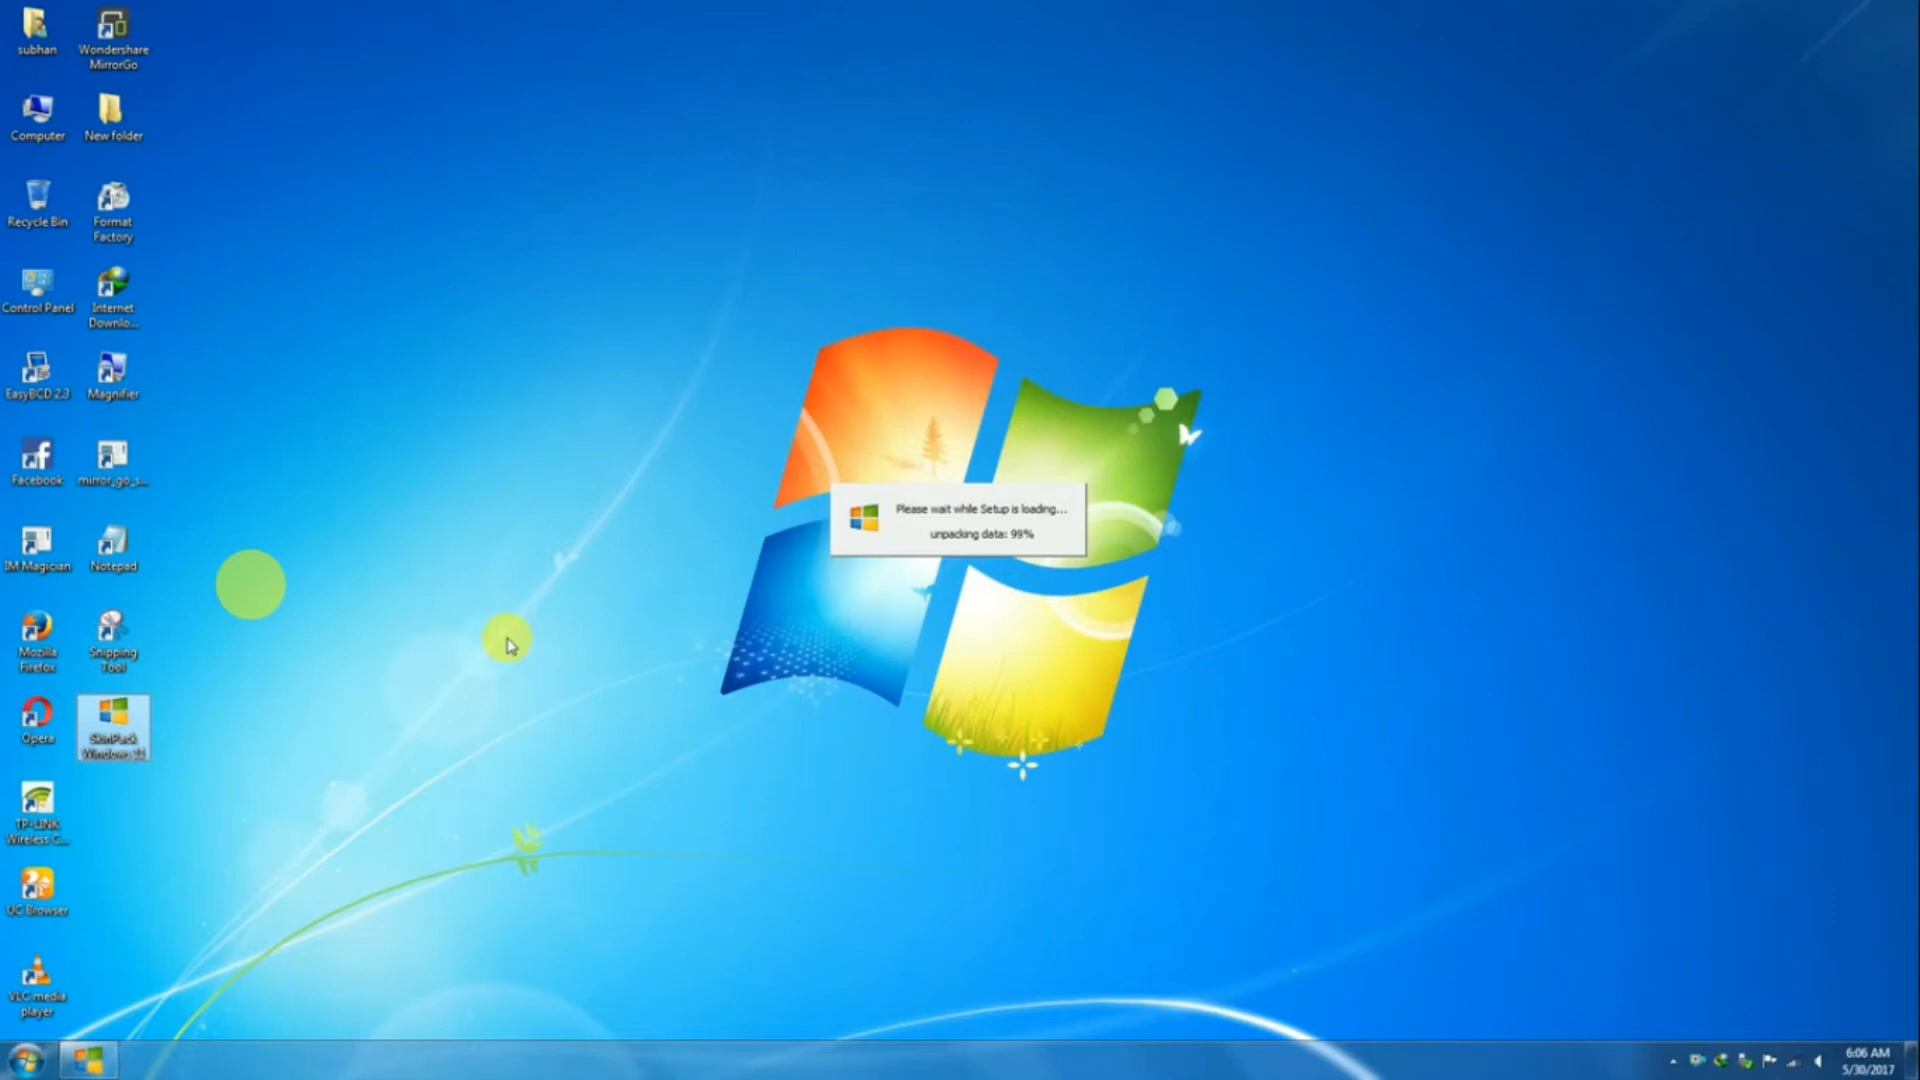 subhan
Wondershare
MirrorGo
Computer
New folder
Recycle Bin
Format
Factory
Control Panel
Internet
Downlo...
EasyBCD 2.3
Magnifier
Facebook
mirror_go_s...
IM.Magician
Notepad
Mozilla
Firefox
Snipping
Tool
Opera
SkinPack
Windows 11
TP-LINK
Wireless C...
UC Browser
VLC media
player
Please wait while Setup is loading...
unpacking data: 99%
6:06 AM
5/30/2017